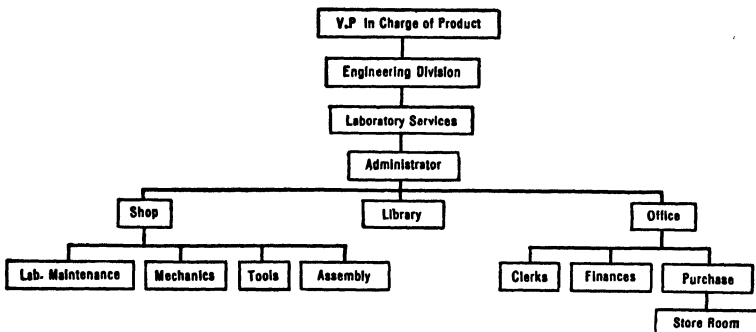 V.P In Charge of Product
Engineering Division
Laboratory Services
Administrator
Shop
Library
Office
Lab. Maintenance
Mechanics
Tools
Assembly
Clerks
Finances
Purchase
Store Room